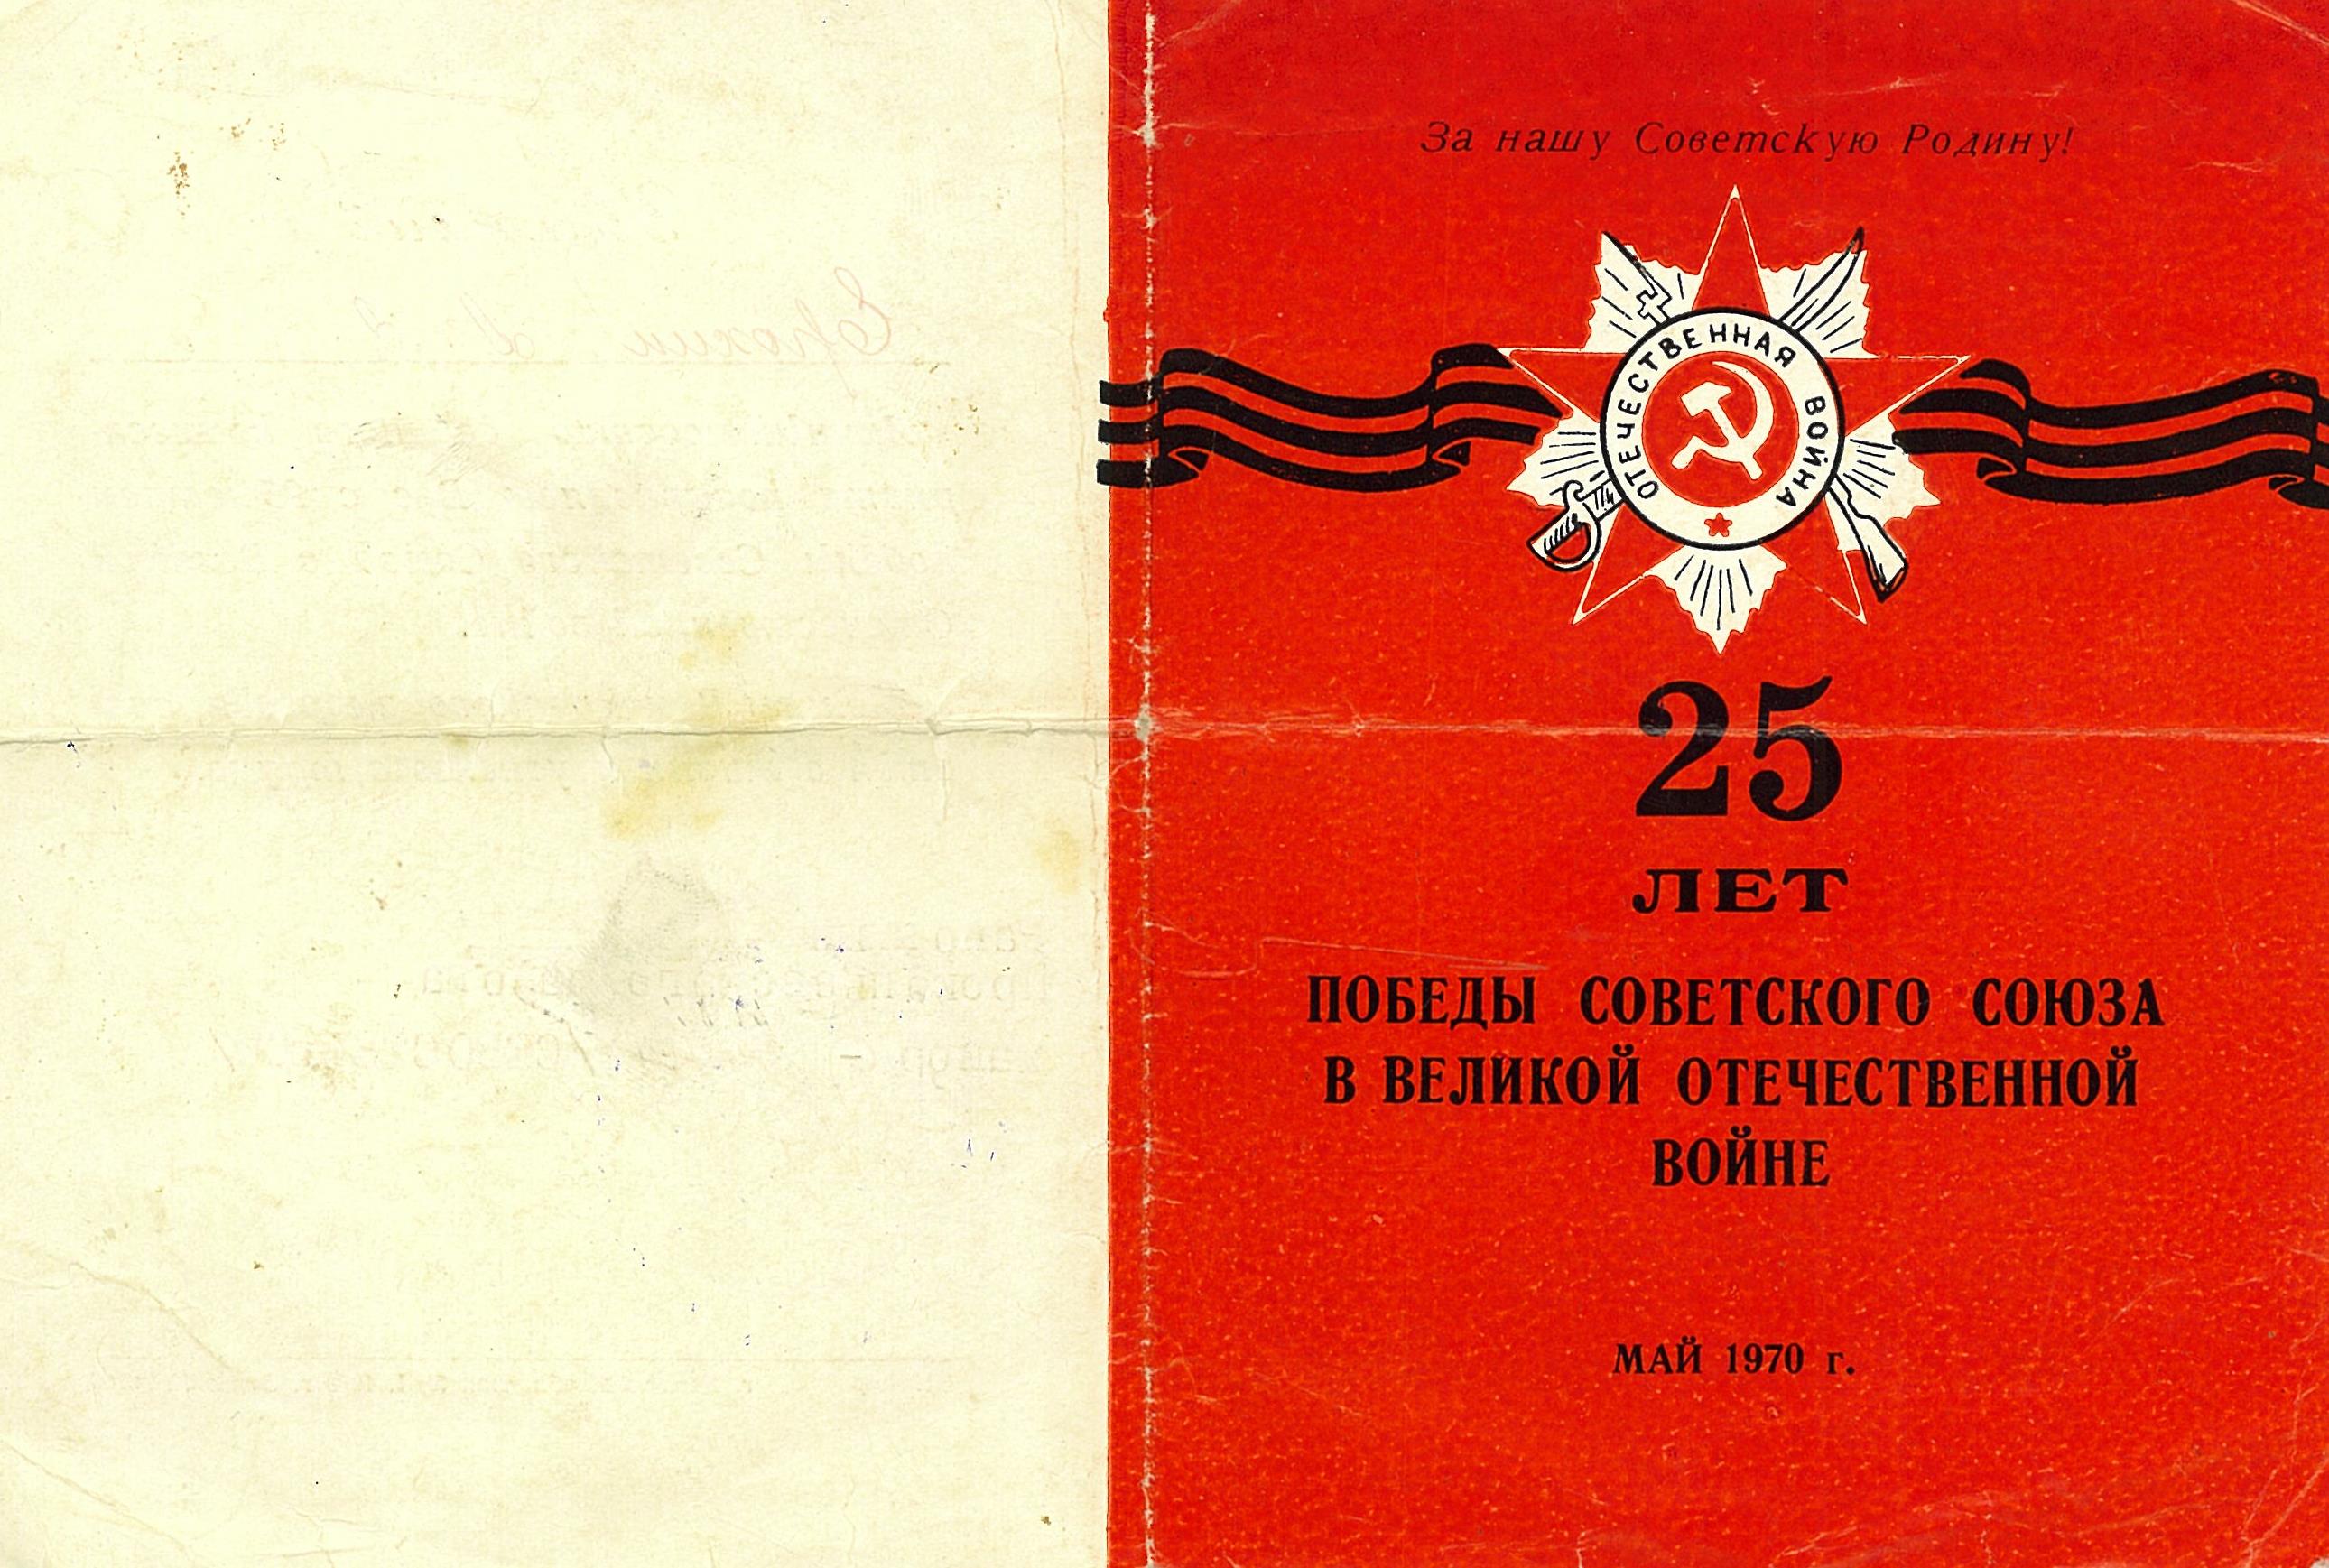 За нашу Советскую Родину!
ОТЕЧЕСТВЕННАЯ ВОЙНА
25
ЛЕТ
ПОБЕДЫ СОВЕТСКОГО СОЮЗА
В ВЕЛИКОЙ ОТЕЧЕСТВЕННОЙ
ВОЙНЕ
МАЙ 1970 г.